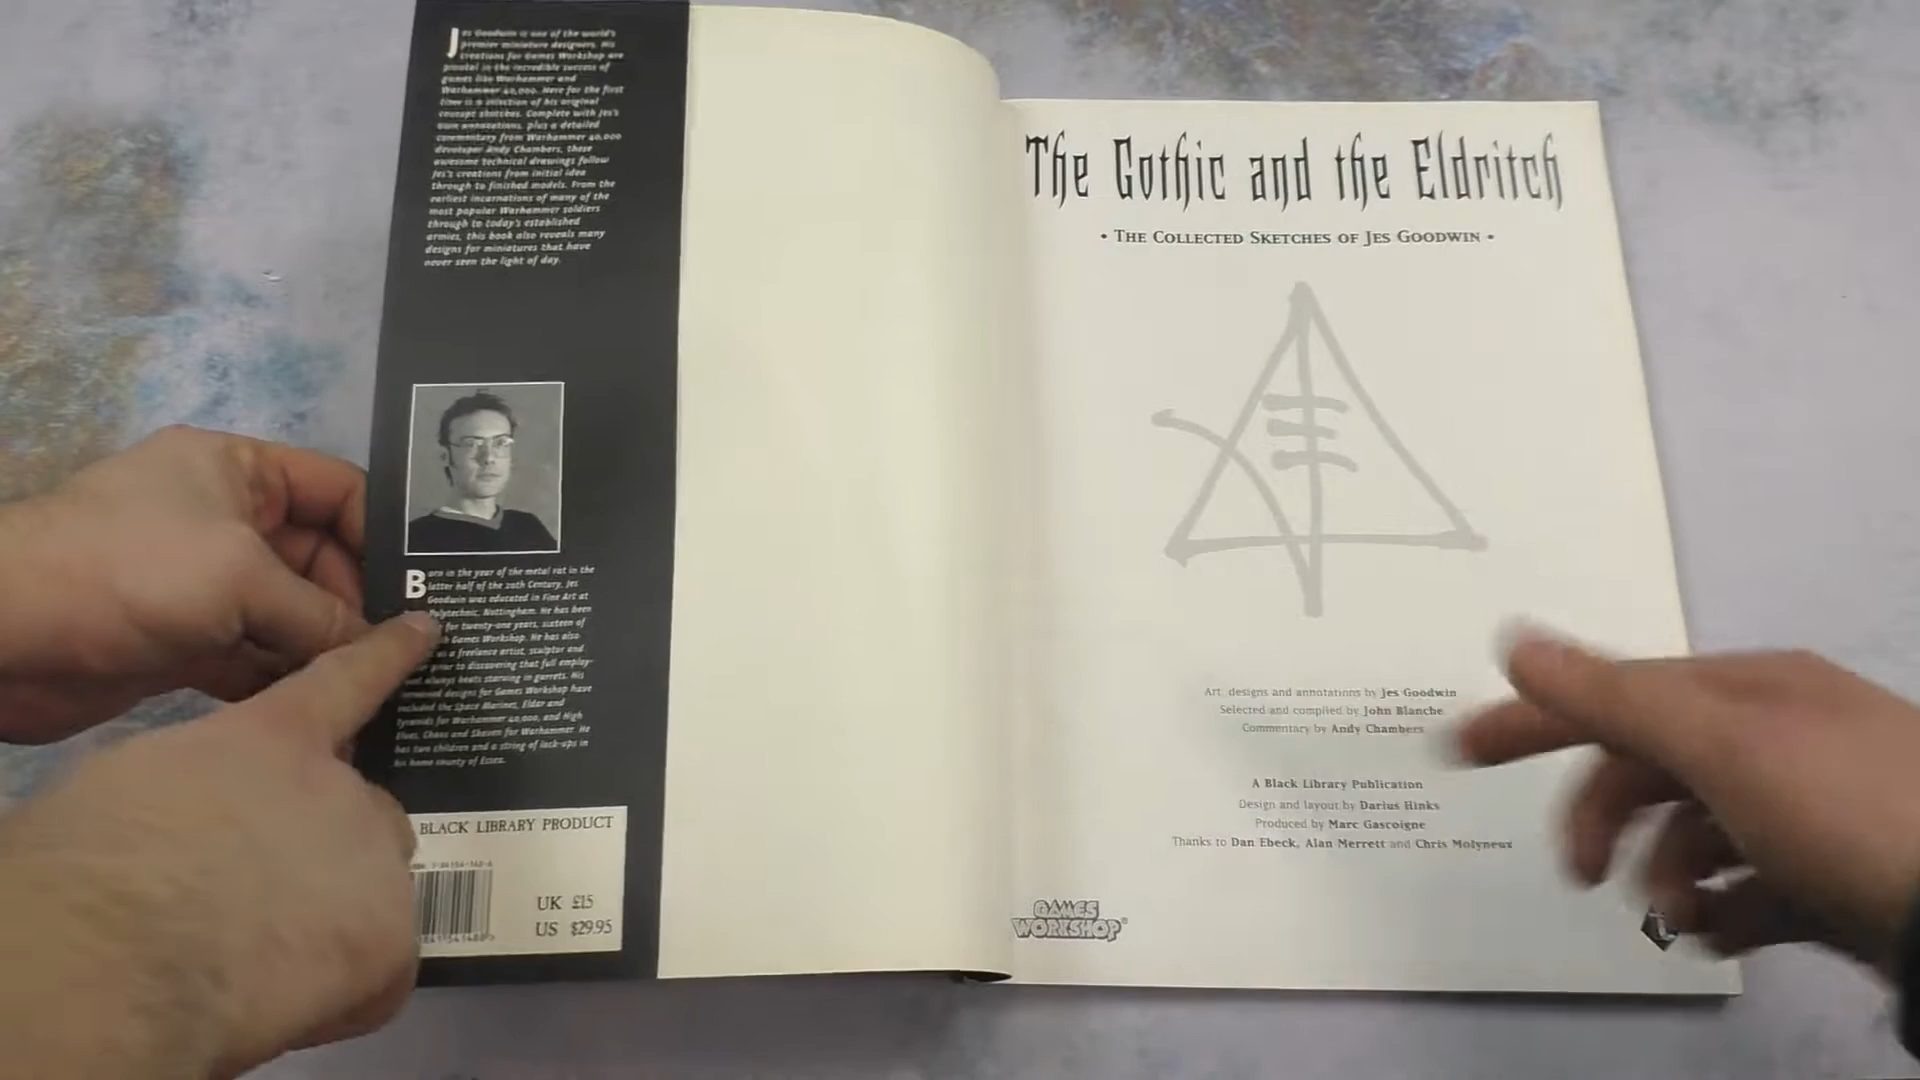 Jes Goodwin is one of the world's
premier miniature designers. His
creations for Games Workshop are
pivotal in the incredible success of
games like Warhammer and
Warhammer 40,000. Here for the first
time is a selection of his original
concept sketches. Complete with Jes's
own annotations, plus a detailed
commentary from Warhammer 40,000
developer Andy Chambers, these
awesome technical drawings follow
Jes's creations from initial idea
through to finished models. From the
earliest incarnations of many of the
most popular Warhammer soldiers
through to today's established
armies, this book also reveals many
designs for miniatures that have
never seen the light of day.
Born in the year of the metal rat in the
latter half of the 20th Century, Jes
Goodwin was educated in Fine Art at
Polytechnic, Nottingham. He has been
for twenty-one years, sixteen of
Games Workshop. He has also
as a freelance artist, sculptor and
prior to discovering that full employ-
ment always beats starving in garrets. His
renowned designs for Games Workshop have
included the Space Marines, Eldar and
Tyranids for Warhammer 40,000, and High
Elves, Chaos and Skaven for Warhammer. He
has two children and a string of lock-ups in
his home county of Essex.
BLACK LIBRARY PRODUCT
UK £15
US $29.95
The Gothic and the Eldritch
• THE COLLECTED SKETCHES OF JES GOODWIN •
Art, designs and annotations by Jes Goodwin
Selected and compiled by John Blanche
Commentary by Andy Chambers
A Black Library Publication
Design and layout by Darius Hinks
Produced by Marc Gascoigne
Thanks to Dan Ebeck, Alan Merrett and Chris Molyneux
GAMES
WORKSHOP®